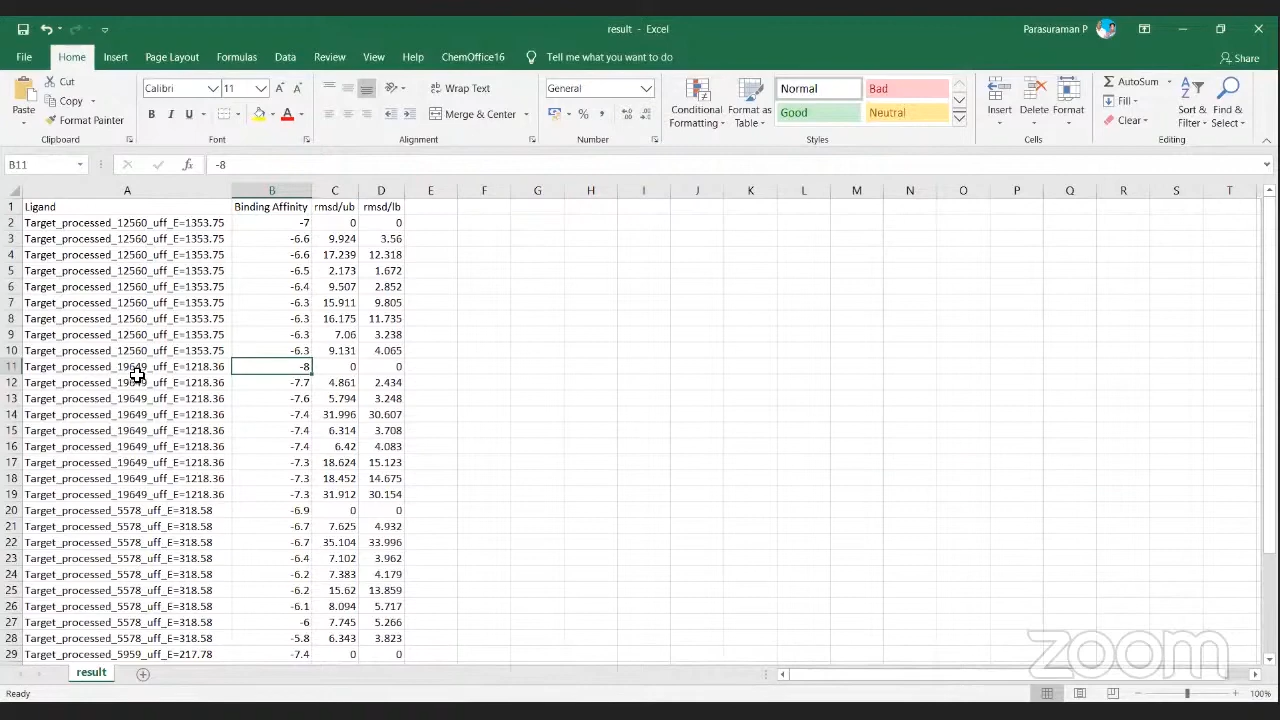 result - Excel
Parasuraman P
File Home Insert Page Layout Formulas Data Review View Help ChemOffice16 Tell me what you want to do Share
Paste
Cut
Copy
Format Painter
Clipboard
Calibri 11
B I U A
Font
Wrap Text
Merge & Center
Alignment
General
%
Number
Conditional Formatting
Format as Table
Normal Bad
Good Neutral
Styles
Insert Delete Format
Cells
AutoSum
Fill
Clear
Sort & Filter
Find & Select
Editing
B11 fx -8
A B C D E F G H I J K L M N O P Q R S T
1 Ligand Binding Affinity rmsd/ub rmsd/lb
2 Target_processed_12560_uff_E=1353.75 -7 0 0
3 Target_processed_12560_uff_E=1353.75 -6.6 9.924 3.56
4 Target_processed_12560_uff_E=1353.75 -6.6 17.239 12.318
5 Target_processed_12560_uff_E=1353.75 -6.5 2.173 1.672
6 Target_processed_12560_uff_E=1353.75 -6.4 9.507 2.852
7 Target_processed_12560_uff_E=1353.75 -6.3 15.911 9.805
8 Target_processed_12560_uff_E=1353.75 -6.3 16.175 11.735
9 Target_processed_12560_uff_E=1353.75 -6.3 7.06 3.238
10 Target_processed_12560_uff_E=1353.75 -6.3 9.131 4.065
11 Target_processed_19649_uff_E=1218.36 -8 0 0
12 Target_processed_19649_uff_E=1218.36 -7.7 4.861 2.434
13 Target_processed_19649_uff_E=1218.36 -7.6 5.794 3.248
14 Target_processed_19649_uff_E=1218.36 -7.4 31.996 30.607
15 Target_processed_19649_uff_E=1218.36 -7.4 6.314 3.708
16 Target_processed_19649_uff_E=1218.36 -7.4 6.42 4.083
17 Target_processed_19649_uff_E=1218.36 -7.3 18.624 15.123
18 Target_processed_19649_uff_E=1218.36 -7.3 18.452 14.675
19 Target_processed_19649_uff_E=1218.36 -7.3 31.912 30.154
20 Target_processed_5578_uff_E=318.58 -6.9 0 0
21 Target_processed_5578_uff_E=318.58 -6.7 7.625 4.932
22 Target_processed_5578_uff_E=318.58 -6.7 35.104 33.996
23 Target_processed_5578_uff_E=318.58 -6.4 7.102 3.962
24 Target_processed_5578_uff_E=318.58 -6.2 7.383 4.179
25 Target_processed_5578_uff_E=318.58 -6.2 15.62 13.859
26 Target_processed_5578_uff_E=318.58 -6.1 8.094 5.717
27 Target_processed_5578_uff_E=318.58 -6 7.745 5.266
28 Target_processed_5578_uff_E=318.58 -5.8 6.343 3.823
29 Target_processed_5959_uff_E=217.78 -7.4 0 0
result
Ready
100%
zoom